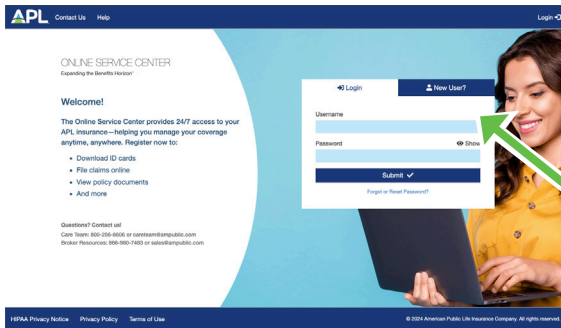 APL Contact Us Help Login
ONLINE SERVICE CENTER
Expanding the Benefits Horizon
Login New User?
Welcome!
The Online Service Center provides 24/7 access to your
APL insurance—helping you manage your coverage
anytime, anywhere. Register now to:
• Download ID cards
• File claims online
• View policy documents
• And more
Username
Password Show
Submit
Forgot or Reset Password?
Questions? Contact us!
Care Team: 800-256-8606 or careteam@ampublic.com
Broker Resources: 866-980-7493 or sales@ampublic.com
HIPAA Privacy Notice Privacy Policy Terms of Use © 2024 American Public Life Insurance Company. All rights reserved.